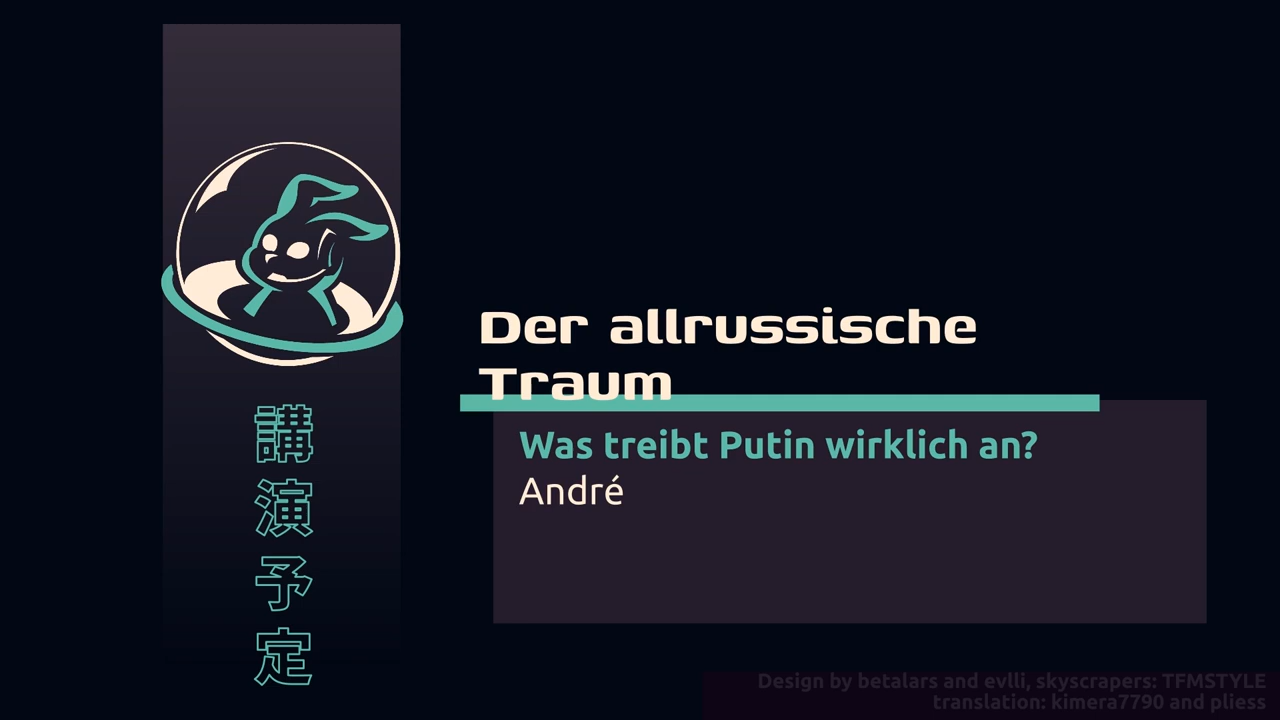 Der allrussische
Traum
Was treibt Putin wirklich an?
André
講演予定
Design by betalars and evlli, skyscrapers: TFMSTYLE
translation: kimera7790 and pliess